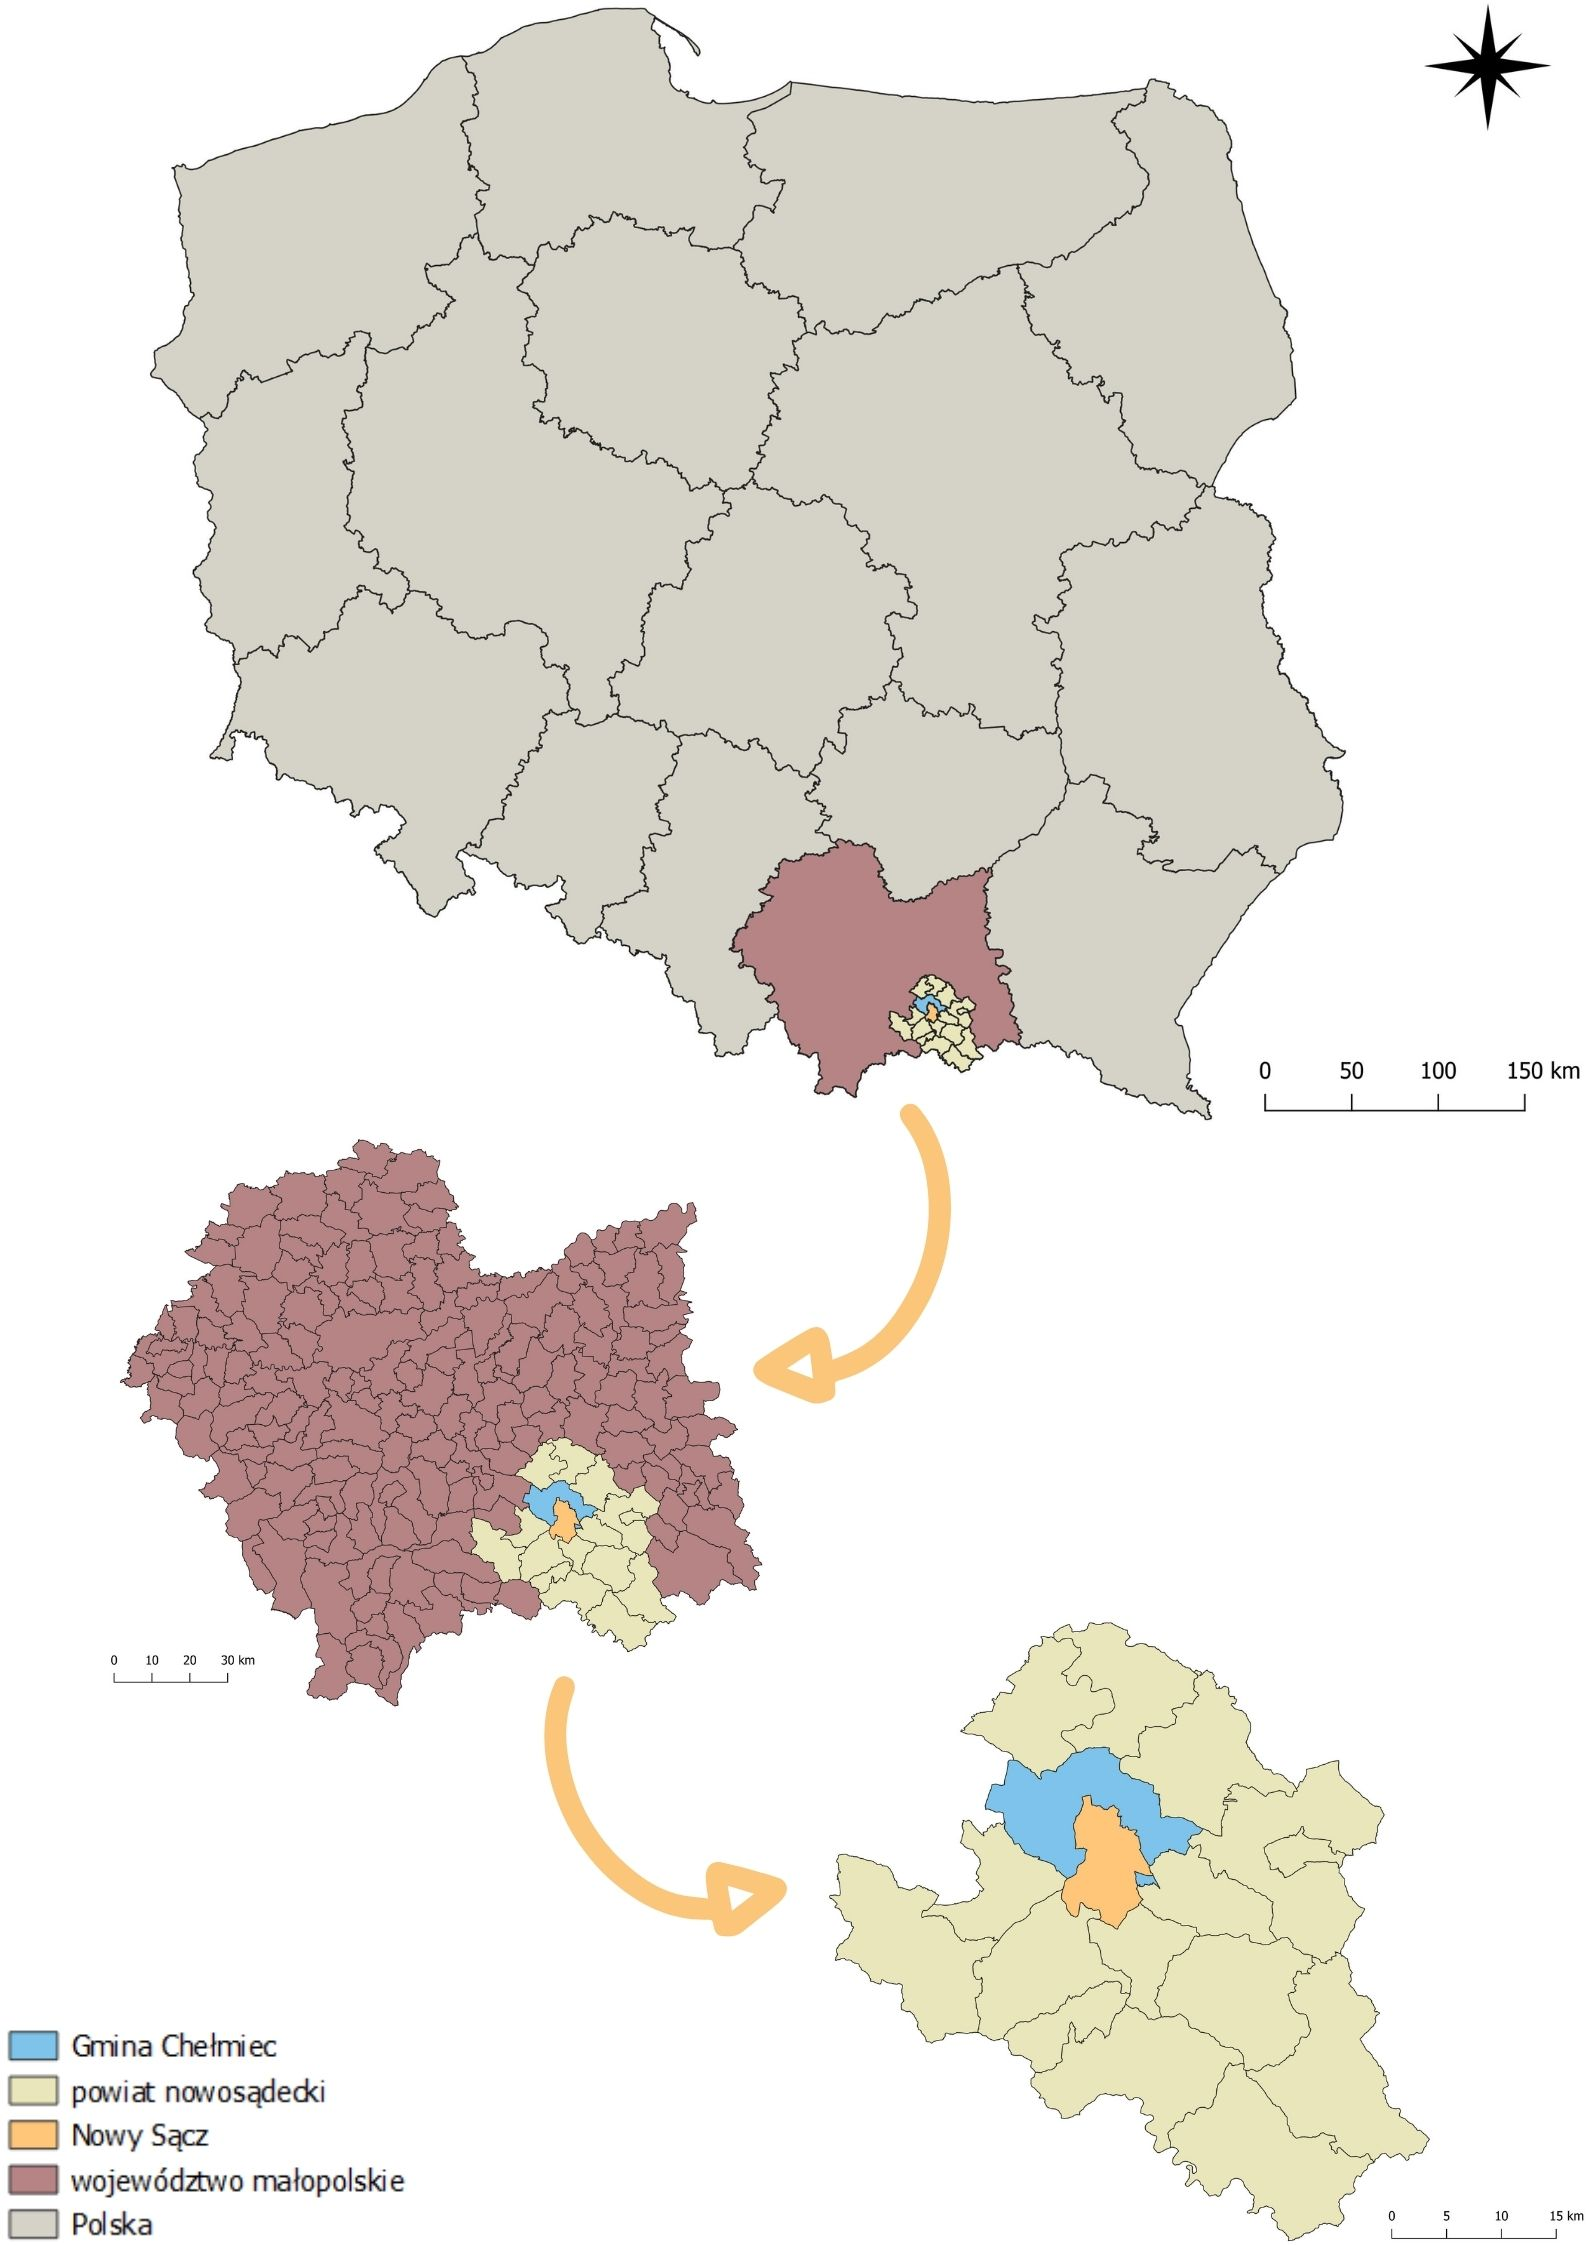 0 50 100 150 km
0 10 20 30 km
Gmina Chełmiec
powiat nowosądecki
Nowy Sącz
województwo małopolskie
Polska
0 5 10 15 km